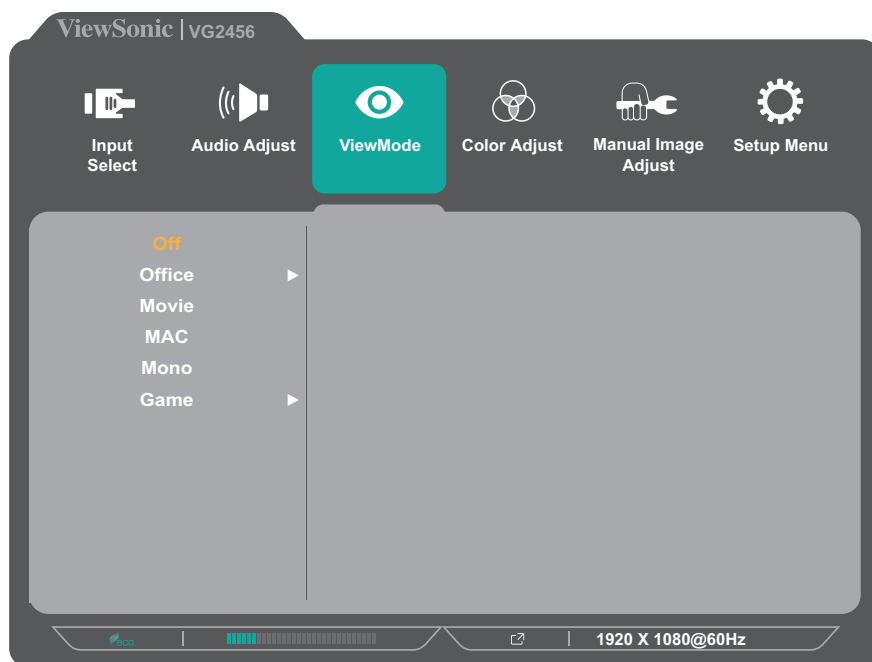 ViewSonic | VG2456
Input
Select
Audio Adjust
ViewMode
Color Adjust
Manual Image
Adjust
Setup Menu
Off
Office
Movie
MAC
Mono
Game
eco
1920 X 1080@60Hz